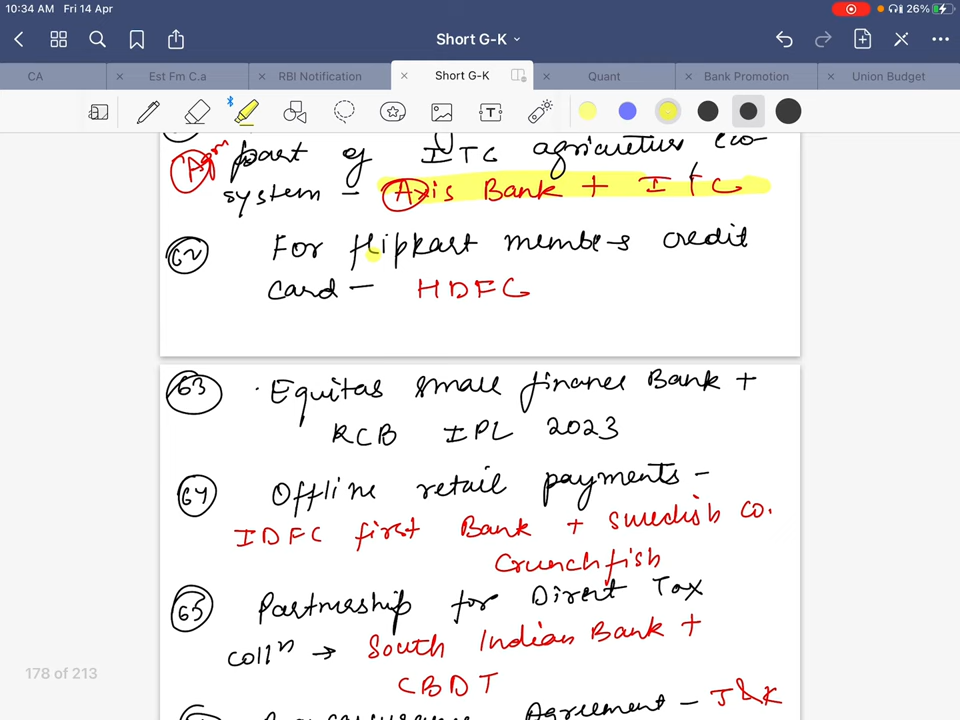 10:34 AM Fri 14 Apr
26%
Short G-K
CA
Est Fm C.a
RBI Notification
Short G-K
Quant
Bank Promotion
Union Budget
part of ITC agriculture eco-
Agri
system - Axis Bank + ITC
62 For flipkart members credit
card - HDFC
63 Equitas small finance Bank +
RCB IPL 2023
64 Offline retail payments -
IDFC first Bank + Swedish Co.
Crunchfish
65 Partnership for Direct Tax
collⁿ → South Indian Bank +
CBDT
178 of 213
Agreement - J&K